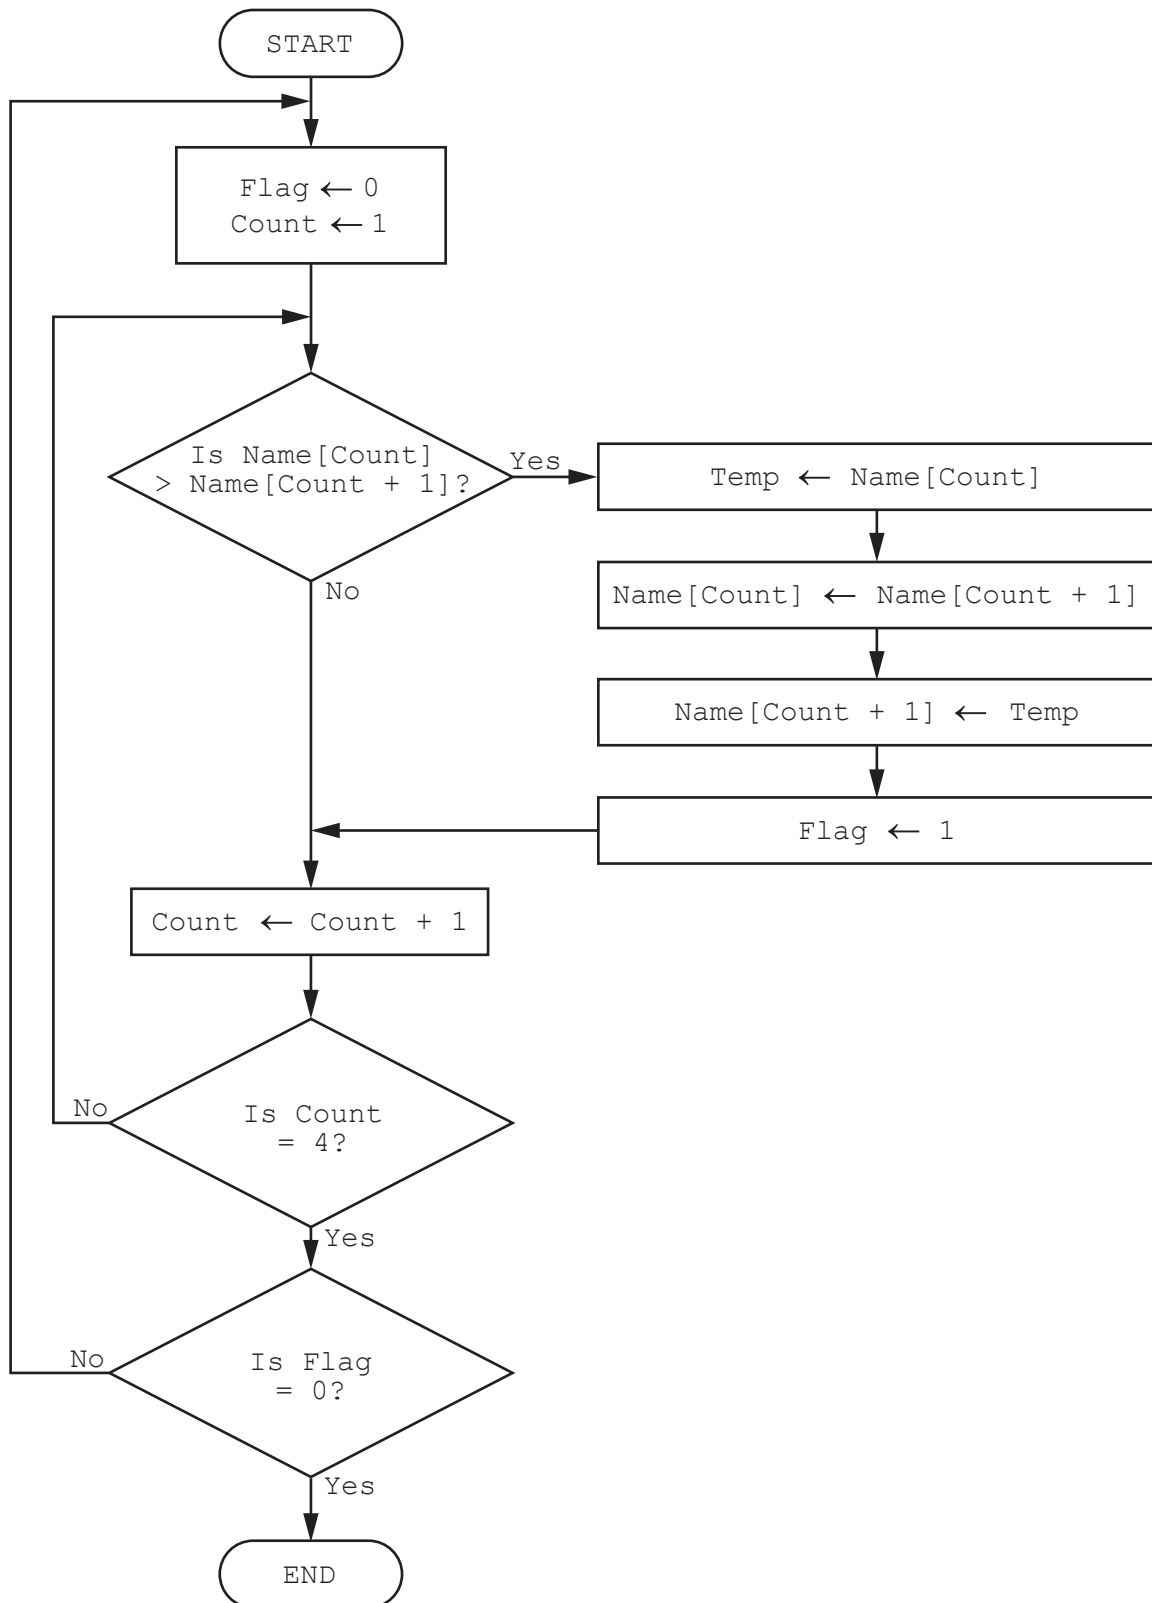 START
Flag ← 0
Count ← 1
Is Name[Count]
> Name[Count + 1]?
Yes
Temp ← Name[Count]
No
Name[Count] ← Name[Count + 1]
Name[Count + 1] ← Temp
Flag ← 1
Count ← Count + 1
No
Is Count
= 4?
Yes
No
Is Flag
= 0?
Yes
END